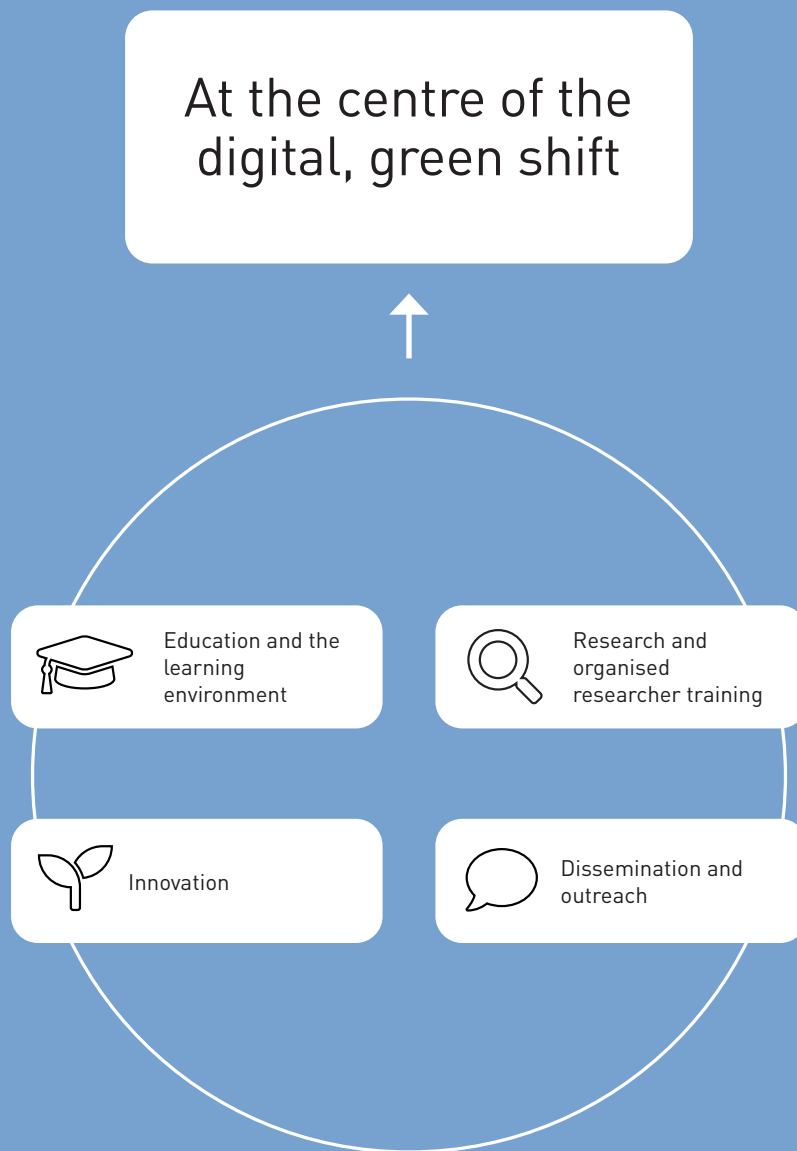 At the centre of the
digital, green shift
Education and the
learning
environment
Research and
organised
researcher training
Innovation
Dissemination and
outreach